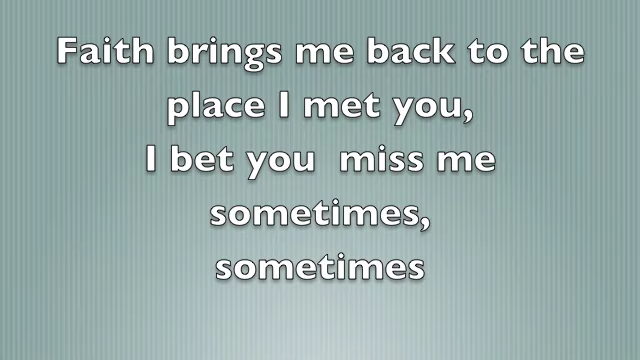 Faith brings me back to the
place I met you,
I bet you  miss me
sometimes,
sometimes